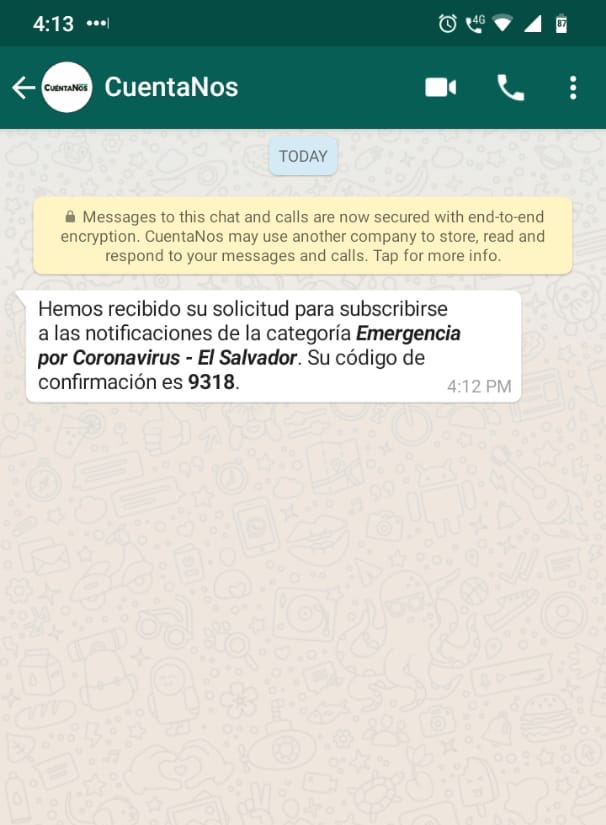 4:13
4G
87
CUÉNTANOS
CuentaNos
TODAY
Messages to this chat and calls are now secured with end-to-end
encryption. CuentaNos may use another company to store, read and
respond to your messages and calls. Tap for more info.
Hemos recibido su solicitud para subscribirse
a las notificaciones de la categoría Emergencia
por Coronavirus - El Salvador. Su código de
confirmación es 9318.
4:12 PM